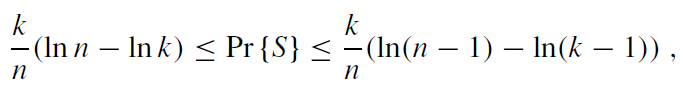 k/n (ln n − ln k) ≤ Pr {S} ≤ k/n (ln(n − 1) − ln(k − 1)) ,